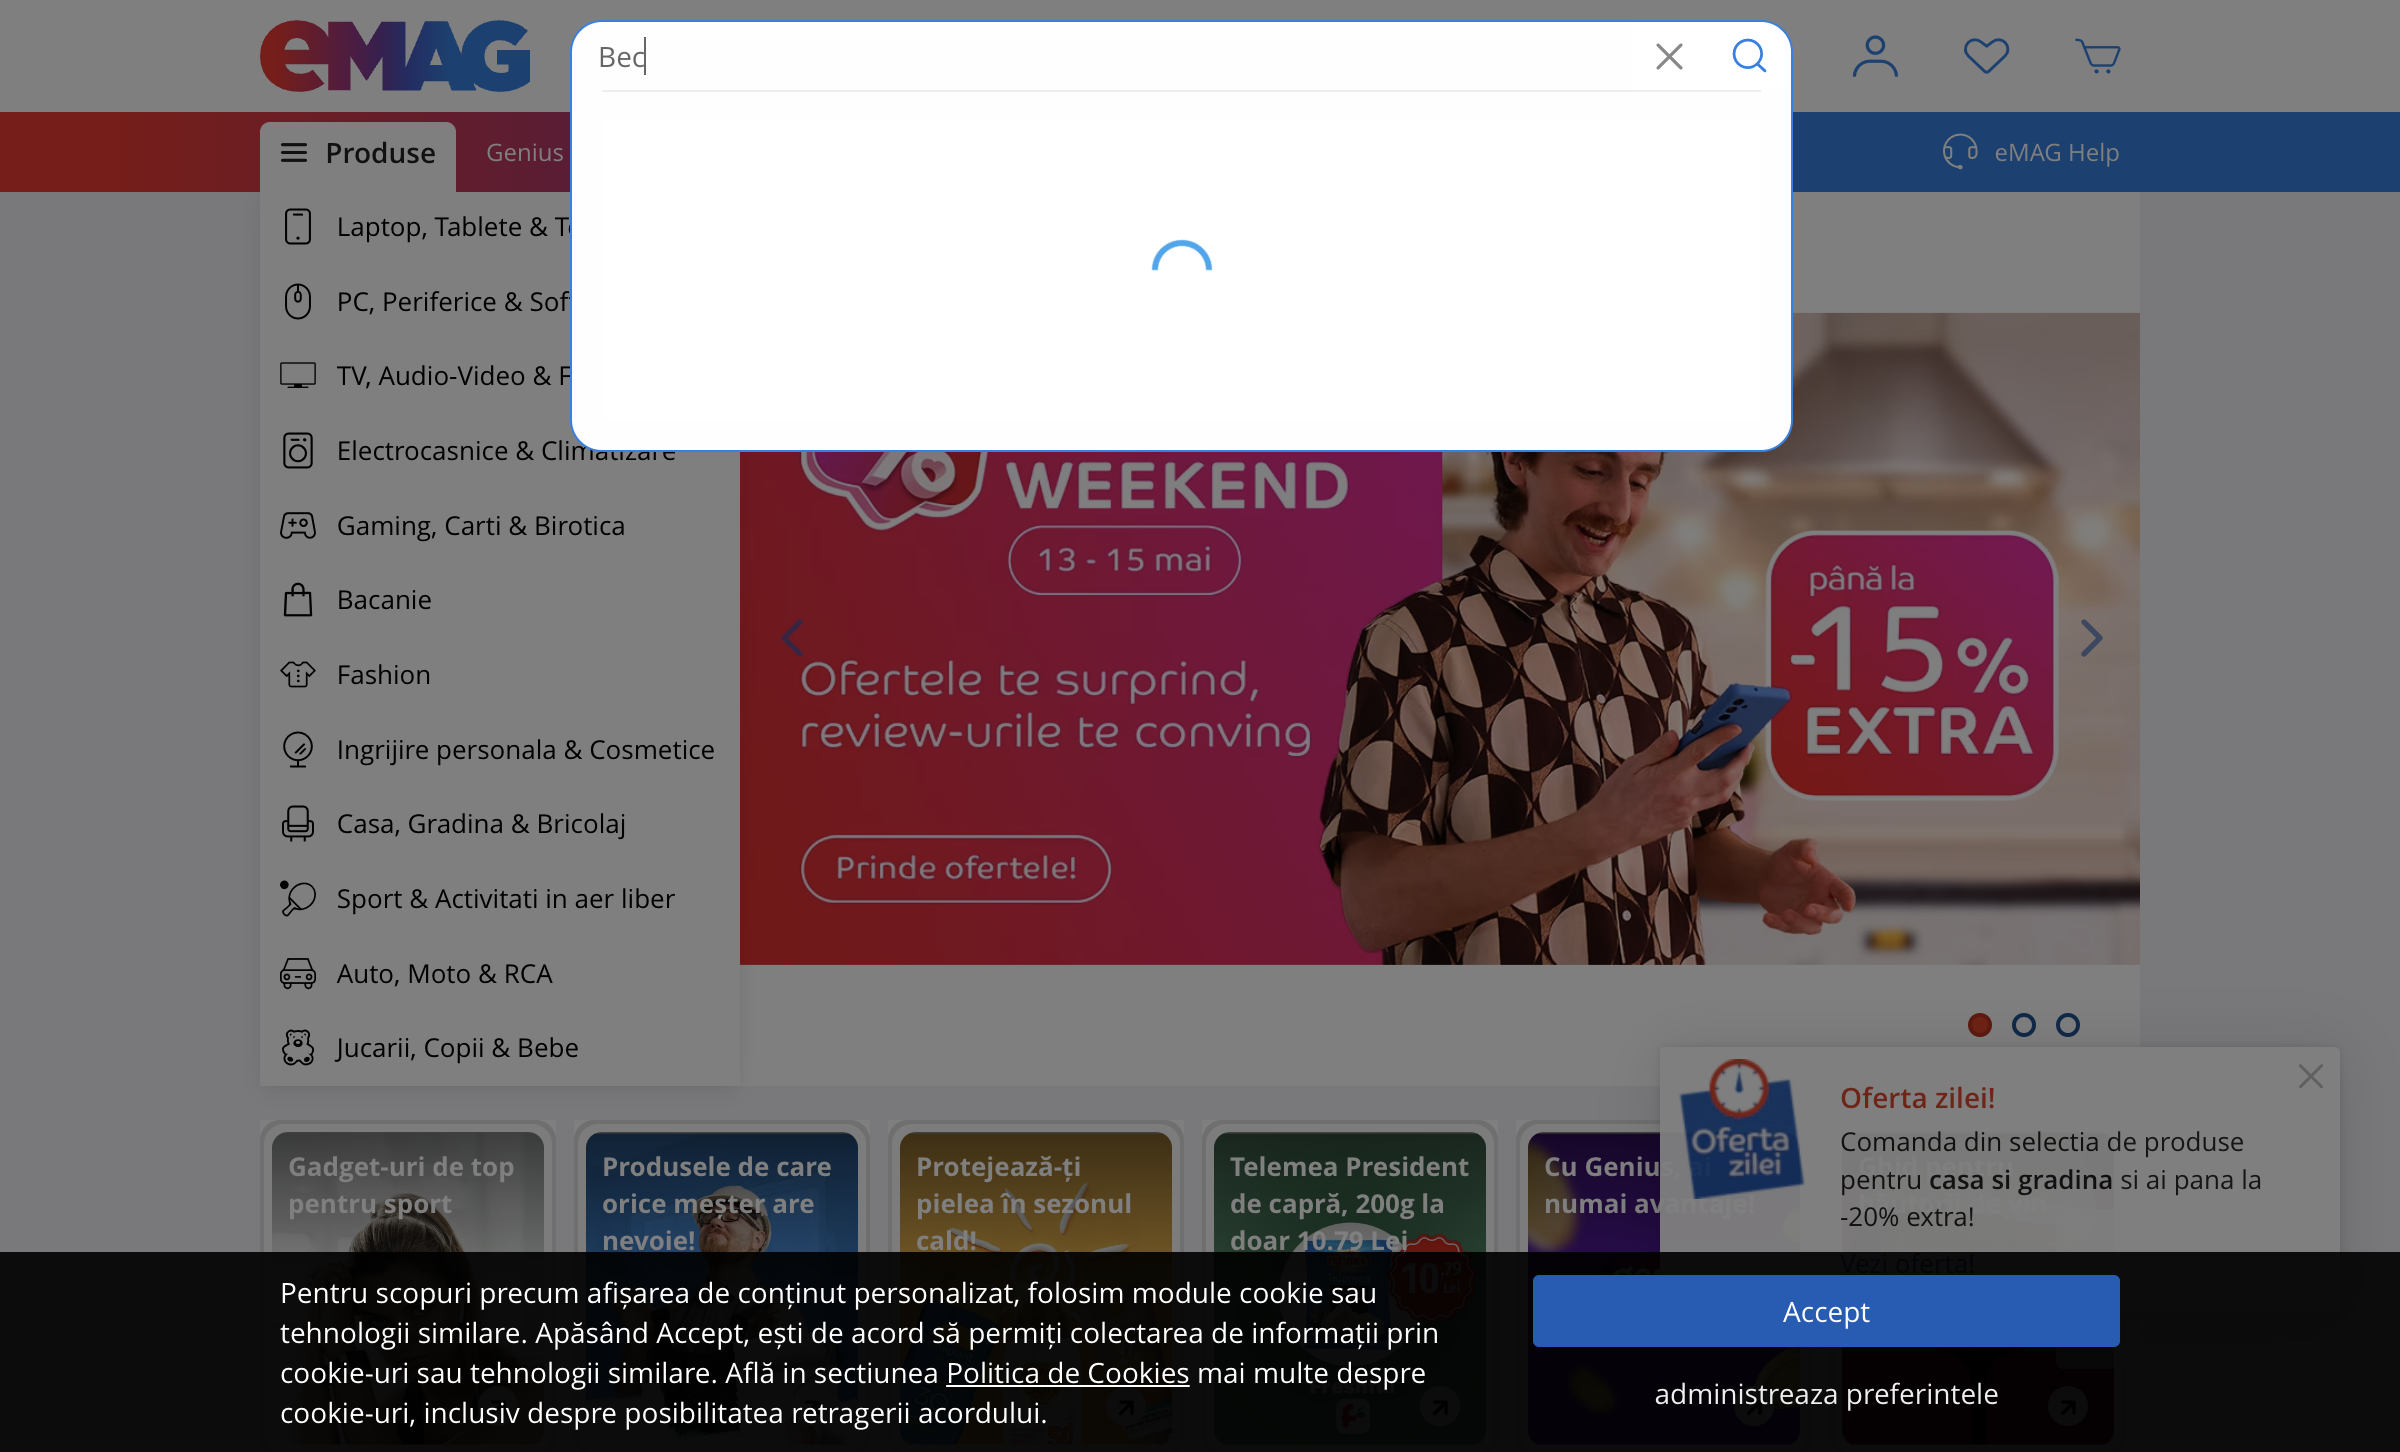 eMAG
Bec
Produse
Genius
eMAG Help
Laptop, Tablete & T
PC, Periferice & Sof
TV, Audio-Video & F
Electrocasnice & Climatizare
Gaming, Carti & Birotica
Bacanie
Fashion
Ingrijire personala & Cosmetice
Casa, Gradina & Bricolaj
Sport & Activitati in aer liber
Auto, Moto & RCA
Jucarii, Copii & Bebe
%
WEEKEND
13 - 15 mai
Ofertele te surprind,
review-urile te conving
Prinde ofertele!
până la
-15%
EXTRA
Gadget-uri de top
pentru sport
Produsele de care
orice meșter are
nevoie!
Protejează-ți
pielea în sezonul
cald!
Telemea President
de capră, 200g la
doar 10.79 Lei
10.79
Lei
Cu Genius, ai
numai avantaje!
Oferta
zilei
Oferta zilei!
Comanda din selectia de produse
pentru casa si gradina si ai pana la
-20% extra!
Vezi oferta!
Pentru scopuri precum afișarea de conținut personalizat, folosim module cookie sau
tehnologii similare. Apăsând Accept, ești de acord să permiți colectarea de informații prin
cookie-uri sau tehnologii similare. Află in sectiunea Politica de Cookies mai multe despre
cookie-uri, inclusiv despre posibilitatea retragerii acordului.
Accept
administreaza preferintele